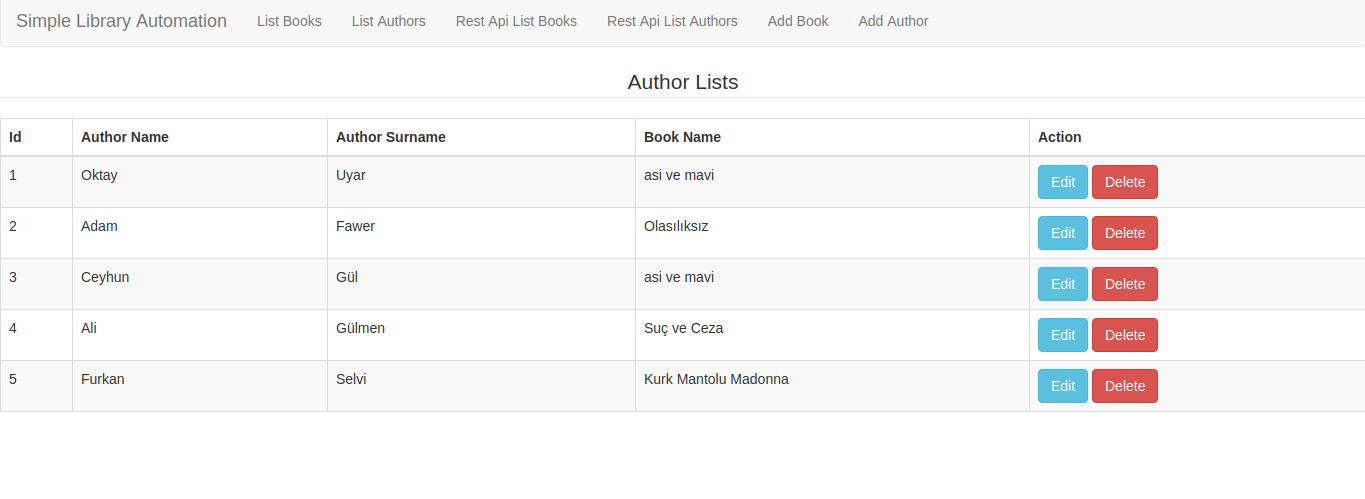 Simple Library Automation List Books List Authors Rest Api List Books Rest Api List Authors Add Book Add Author
Author Lists
Id Author Name Author Surname Book Name Action
1 Oktay Uyar asi ve mavi Edit Delete
2 Adam Fawer Olasılıksız Edit Delete
3 Ceyhun Gül asi ve mavi Edit Delete
4 Ali Gülmen Suç ve Ceza Edit Delete
5 Furkan Selvi Kurk Mantolu Madonna Edit Delete